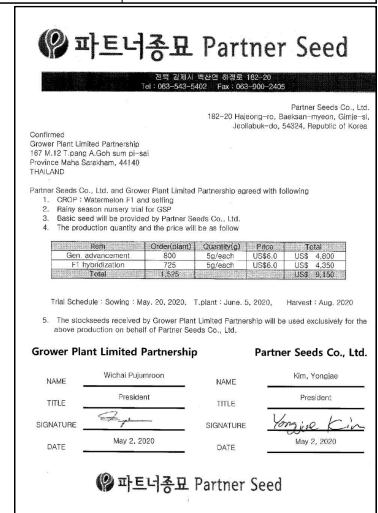 파트너종묘 Partner Seed
전북 김제시 백산면 하정로 182-20
Tel : 063-543-5402 Fax : 063-900-2405
Partner Seeds Co., Ltd.
182-20 Hajeong-ro, Baeksan-myeon, Gimje-si,
Jeollabuk-do, 54324, Republic of Korea
Confirmed
Grower Plant Limited Partnership
167 M.12 T.pang A.Goh sum pi-sai
Province Maha Sarakham, 44140
THAILAND
Partner Seeds Co., Ltd. and Grower Plant Limited Partnership agreed with following
1. CROP : Watermelon F1 and selfing
2. Rainy season nursery trial for GSP
3. Basic seed will be provided by Partner Seeds Co., Ltd.
4. The production quantity and the price will be as follow
Item Order(plant) Quantity(g) Price Total
Gen. advancement 800 5g/each US$6.0 US$ 4,800
F1 hybridization 725 5g/each US$6.0 US$ 4,350
Total 1,525 US$ 9,150
Trial Schedule : Sowing : May. 20, 2020, T.plant : June. 5, 2020, Harvest : Aug. 2020
5. The stockseeds received by Grower Plant Limited Partnership will be used exclusively for the
above production on behalf of Partner Seeds Co., Ltd.
Grower Plant Limited Partnership Partner Seeds Co., Ltd.
NAME Wichai Pujumroon NAME Kim, Yongjae
TITLE President TITLE President
SIGNATURE SIGNATURE Yongjae Kim
DATE May 2, 2020 DATE May 2, 2020
파트너종묘 Partner Seed